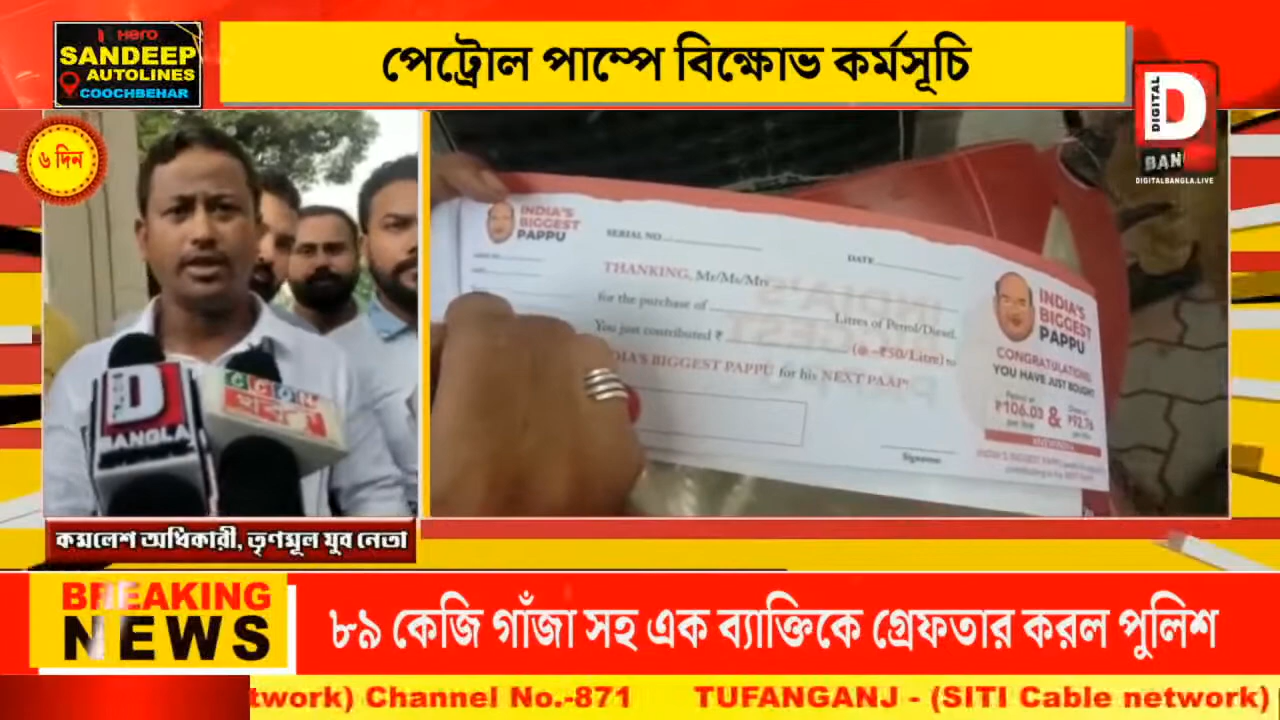 HERO
SANDEEP
AUTOLINES
COOCHBEHAR
পেট্রোল পাম্পে বিক্ষোভ কর্মসূচি
DIGITAL
D
BANG
DIGITALBANGLA.LIVE
৬ দিন
INDIA'S
BIGGEST
PAPPU
SERIAL NO
DATE
THANKING, Mr/Ms/Mrs
for the purchase of Litres of Petrol/Diesel.
You just contributed ₹ (@ ~₹50/Litre) to
INDIA'S BIGGEST PAPPU for his NEXT PAAP!
Signature
INDIA'S
BIGGEST
PAPPU
CONGRATULATIONS
YOU HAVE JUST BOUGHT
₹106.03 & ₹92.76
D
BANGLA
কমলেশ অধিকারী, তৃণমূল যুব নেতা
BREAKING
NEWS
৮৯ কেজি গাঁজা সহ এক ব্যাক্তিকে গ্রেফতার করল পুলিশ
twork) Channel No.-871 TUFANGANJ - (SITI Cable network)